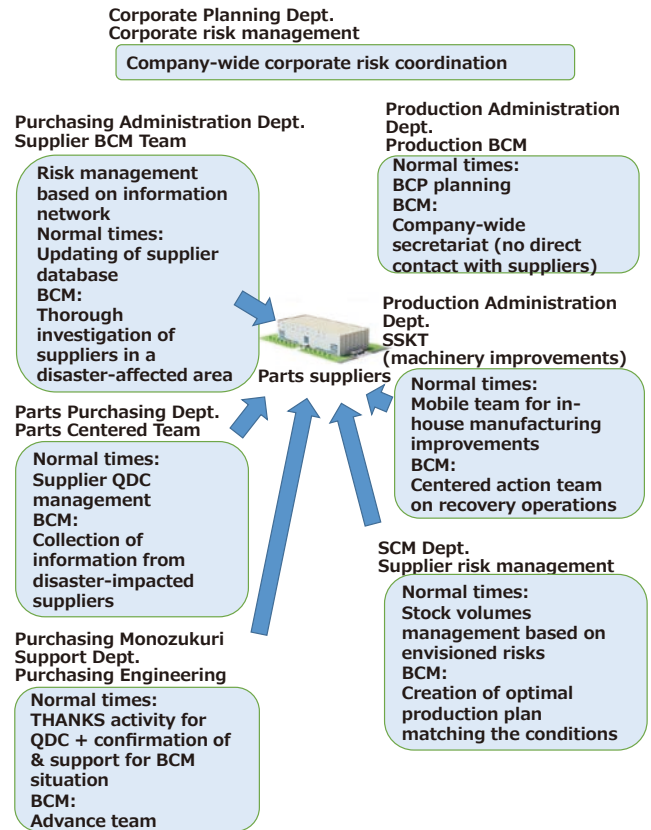 Corporate Planning Dept.
Corporate risk management
Company-wide corporate risk coordination
Purchasing Administration Dept.
Supplier BCM Team
Risk management
based on information
network
Normal times:
Updating of supplier
database
BCM:
Thorough
investigation of
suppliers in a
disaster-affected area
Production Administration
Dept.
Production BCM
Normal times:
BCP planning
BCM:
Company-wide
secretariat (no direct
contact with suppliers)
Parts suppliers
Production Administration
Dept.
SSKT
(machinery improvements)
Normal times:
Mobile team for in-
house manufacturing
improvements
BCM:
Centered action team
on recovery operations
Parts Purchasing Dept.
Parts Centered Team
Normal times:
Supplier QDC
management
BCM:
Collection of
information from
disaster-impacted
suppliers
SCM Dept.
Supplier risk management
Normal times:
Stock volumes
management based on
envisioned risks
BCM:
Creation of optimal
production plan
matching the conditions
Purchasing Monozukuri
Support Dept.
Purchasing Engineering
Normal times:
THANKS activity for
QDC + confirmation of
& support for BCM
situation
BCM:
Advance team